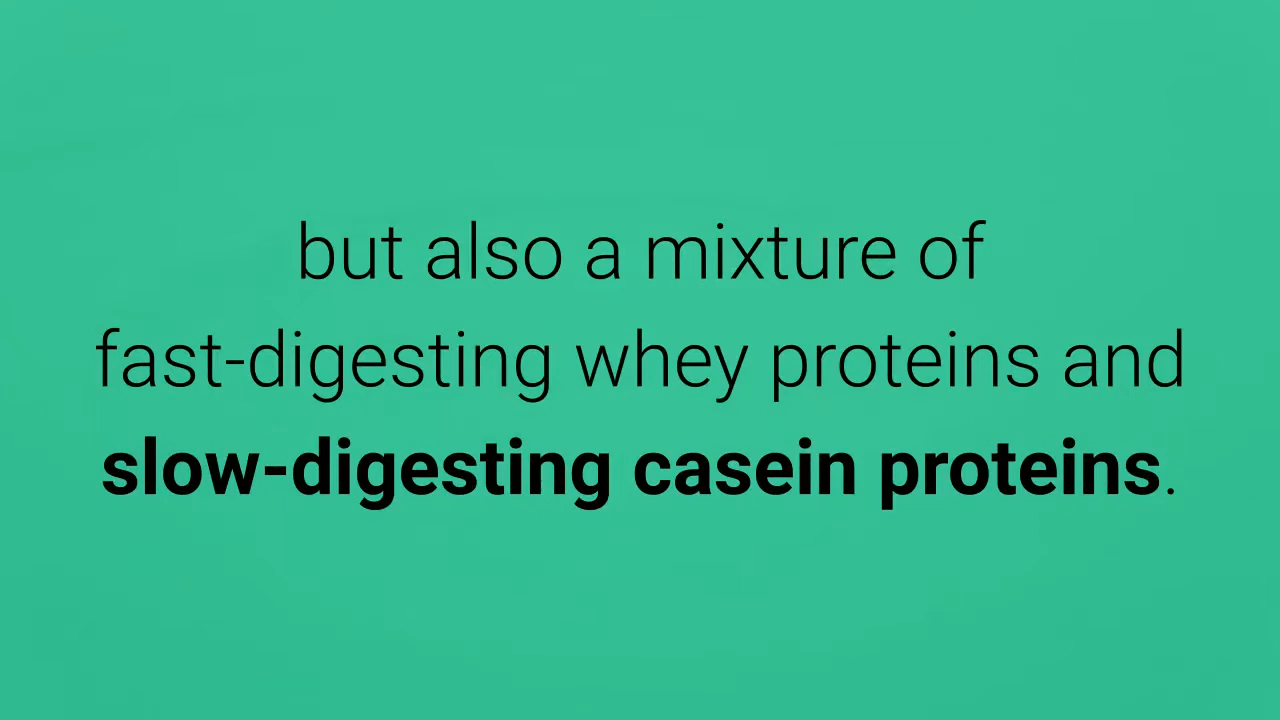 but also a mixture of
fast-digesting whey proteins and
slow-digesting casein proteins.